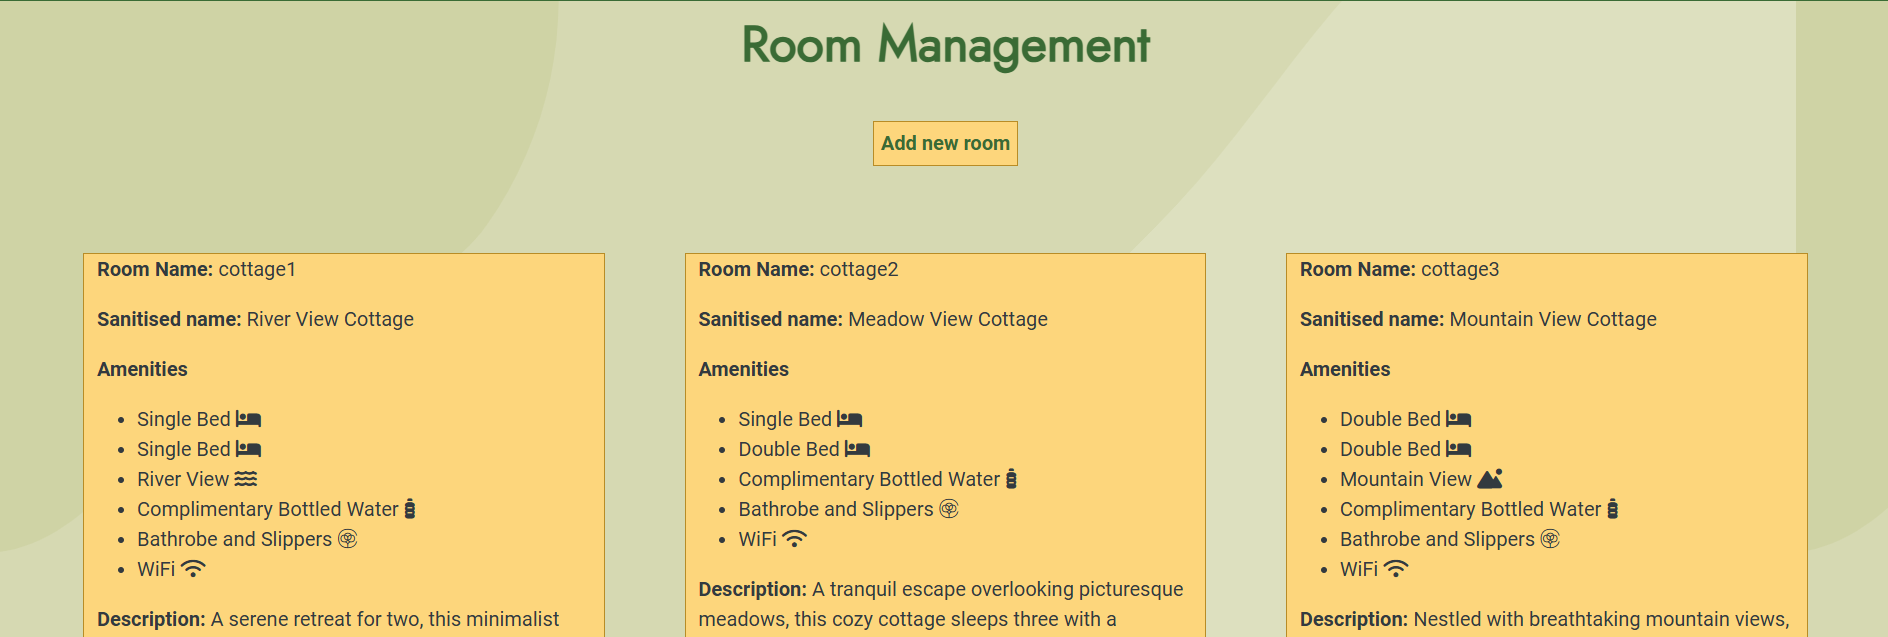 Room Management
Add new room
Room Name: cottage1
Sanitised name: River View Cottage
Amenities
Single Bed
Single Bed
River View
Complimentary Bottled Water
Bathrobe and Slippers
WiFi
Description: A serene retreat for two, this minimalist
Room Name: cottage2
Sanitised name: Meadow View Cottage
Amenities
Single Bed
Double Bed
Complimentary Bottled Water
Bathrobe and Slippers
WiFi
Description: A tranquil escape overlooking picturesque
meadows, this cozy cottage sleeps three with a
Room Name: cottage3
Sanitised name: Mountain View Cottage
Amenities
Double Bed
Double Bed
Mountain View
Complimentary Bottled Water
Bathrobe and Slippers
WiFi
Description: Nestled with breathtaking mountain views,